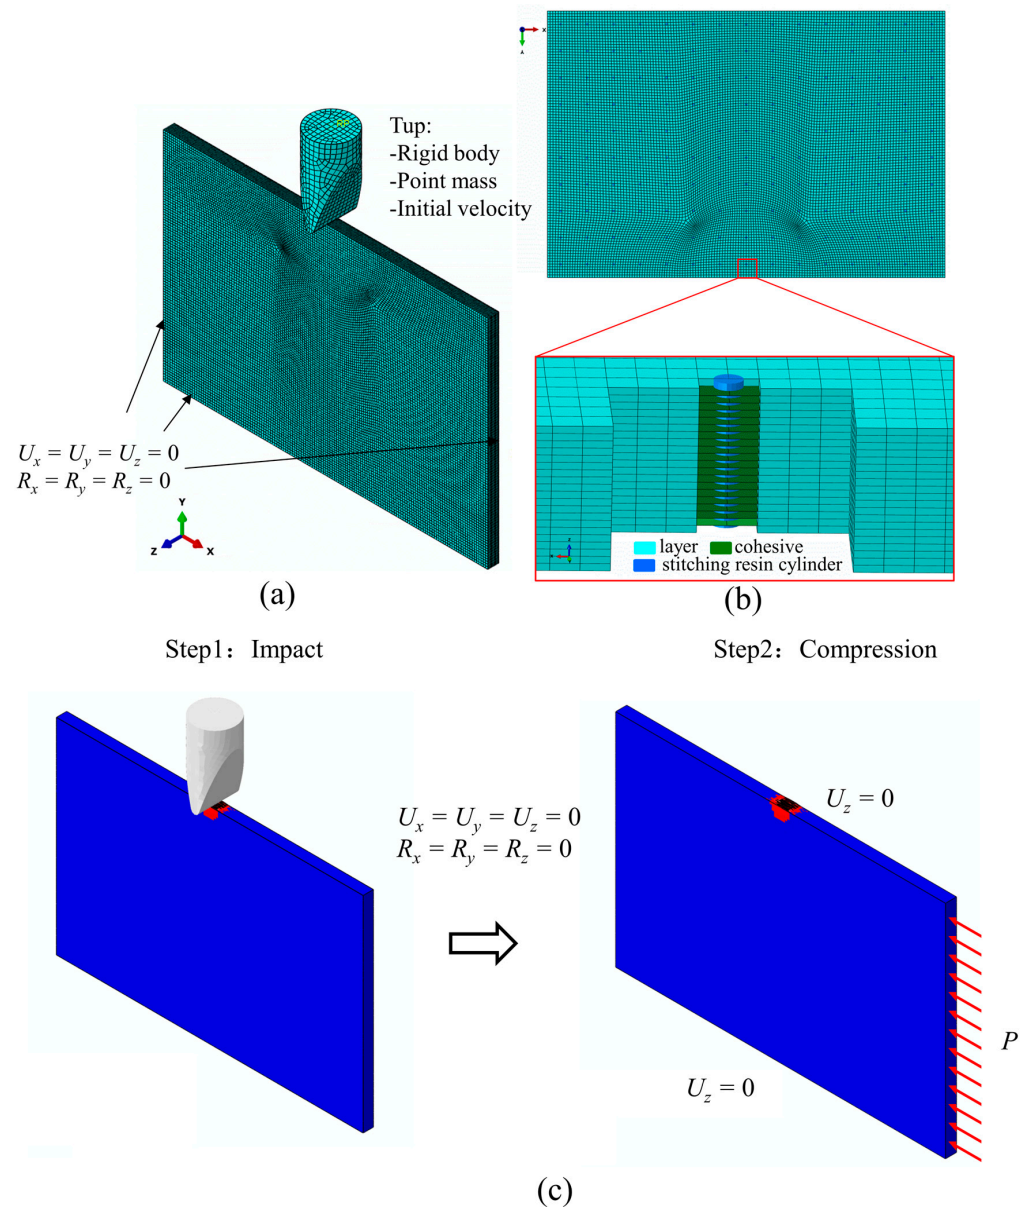 (a)
Tup:
-Rigid body
-Point mass
-Initial velocity
U_x = U_y = U_z = 0
R_x = R_y = R_z = 0
Y
Z
X
X
layer cohesive
stitching resin cylinder
(b)
Step1: Impact
Step2: Compression
U_x = U_y = U_z = 0
R_x = R_y = R_z = 0
U_z = 0
P
U_z = 0
(c)